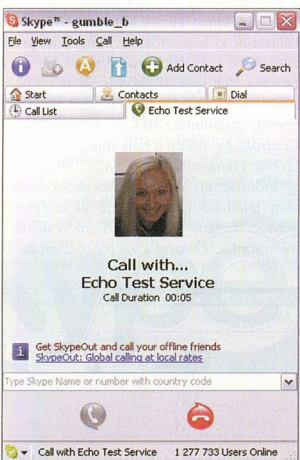 Skype™ - gumble_b
File View Tools Call Help
Add Contact Search
Start Contacts Dial
Call List Echo Test Service
Call with...
Echo Test Service
Call Duration 00:05
Get SkypeOut and call your offline friends
SkypeOut: Global calling at local rates
Type Skype Name or number with country code
Call with Echo Test Service 1 277 733 Users Online